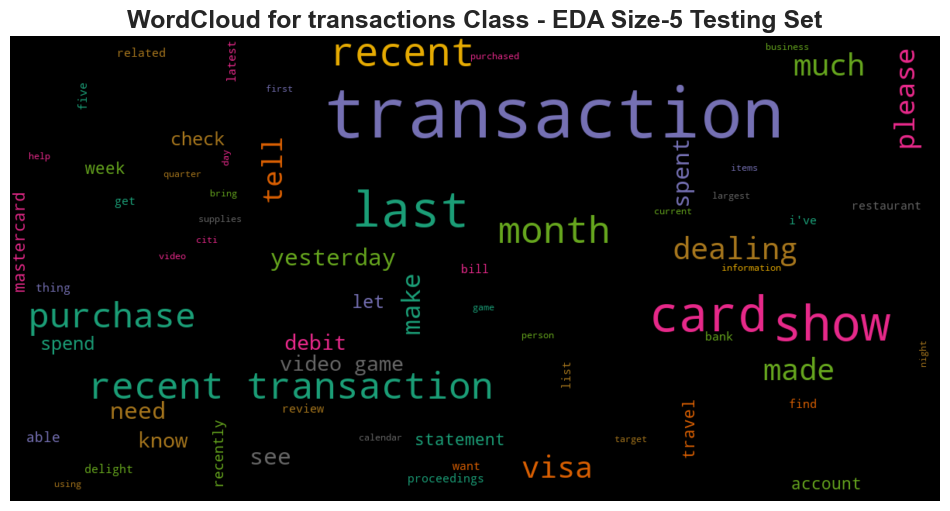 WordCloud for transactions Class - EDA Size-5 Testing Set
related
latest
recent
purchased
business
much
please
five
first
transaction
check
tell
spent
help
day
week
quarter
items
get
bring
last
largest
current
restaurant
supplies
i've
mastercard
citi
month
video
yesterday
dealing
information
bill
thing
let
make
game
card
show
purchase
person
bank
spend
debit
night
video game
list
made
recent transaction
need
review
travel
find
able
know
recently
calendar
statement
target
see
delight
want
visa
proceedings
using
account